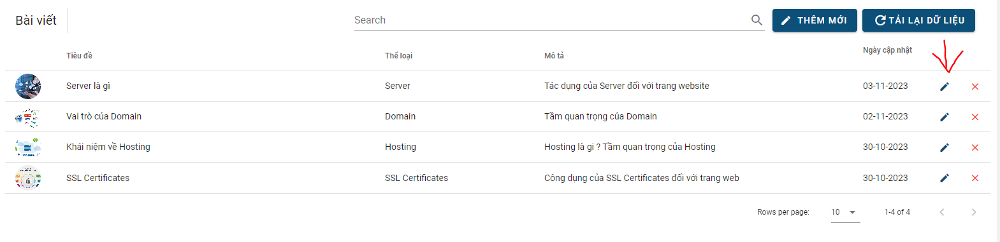 Bài viết
Search
THÊM MỚI
TẢI LẠI DỮ LIỆU
Tiêu đề Thể loại Mô tả Ngày cập nhật
Server là gì Server Tác dụng của Server đối với trang website 03-11-2023
Vai trò của Domain Domain Tầm quan trọng của Domain 02-11-2023
HOSTING Khái niệm về Hosting Hosting Hosting là gi ? Tầm quan trọng của Hosting 30-10-2023
SSL Certificates SSL Certificates Công dụng của SSL Certificates đối với trang web 30-10-2023
Rows per page: 10 1-4 of 4